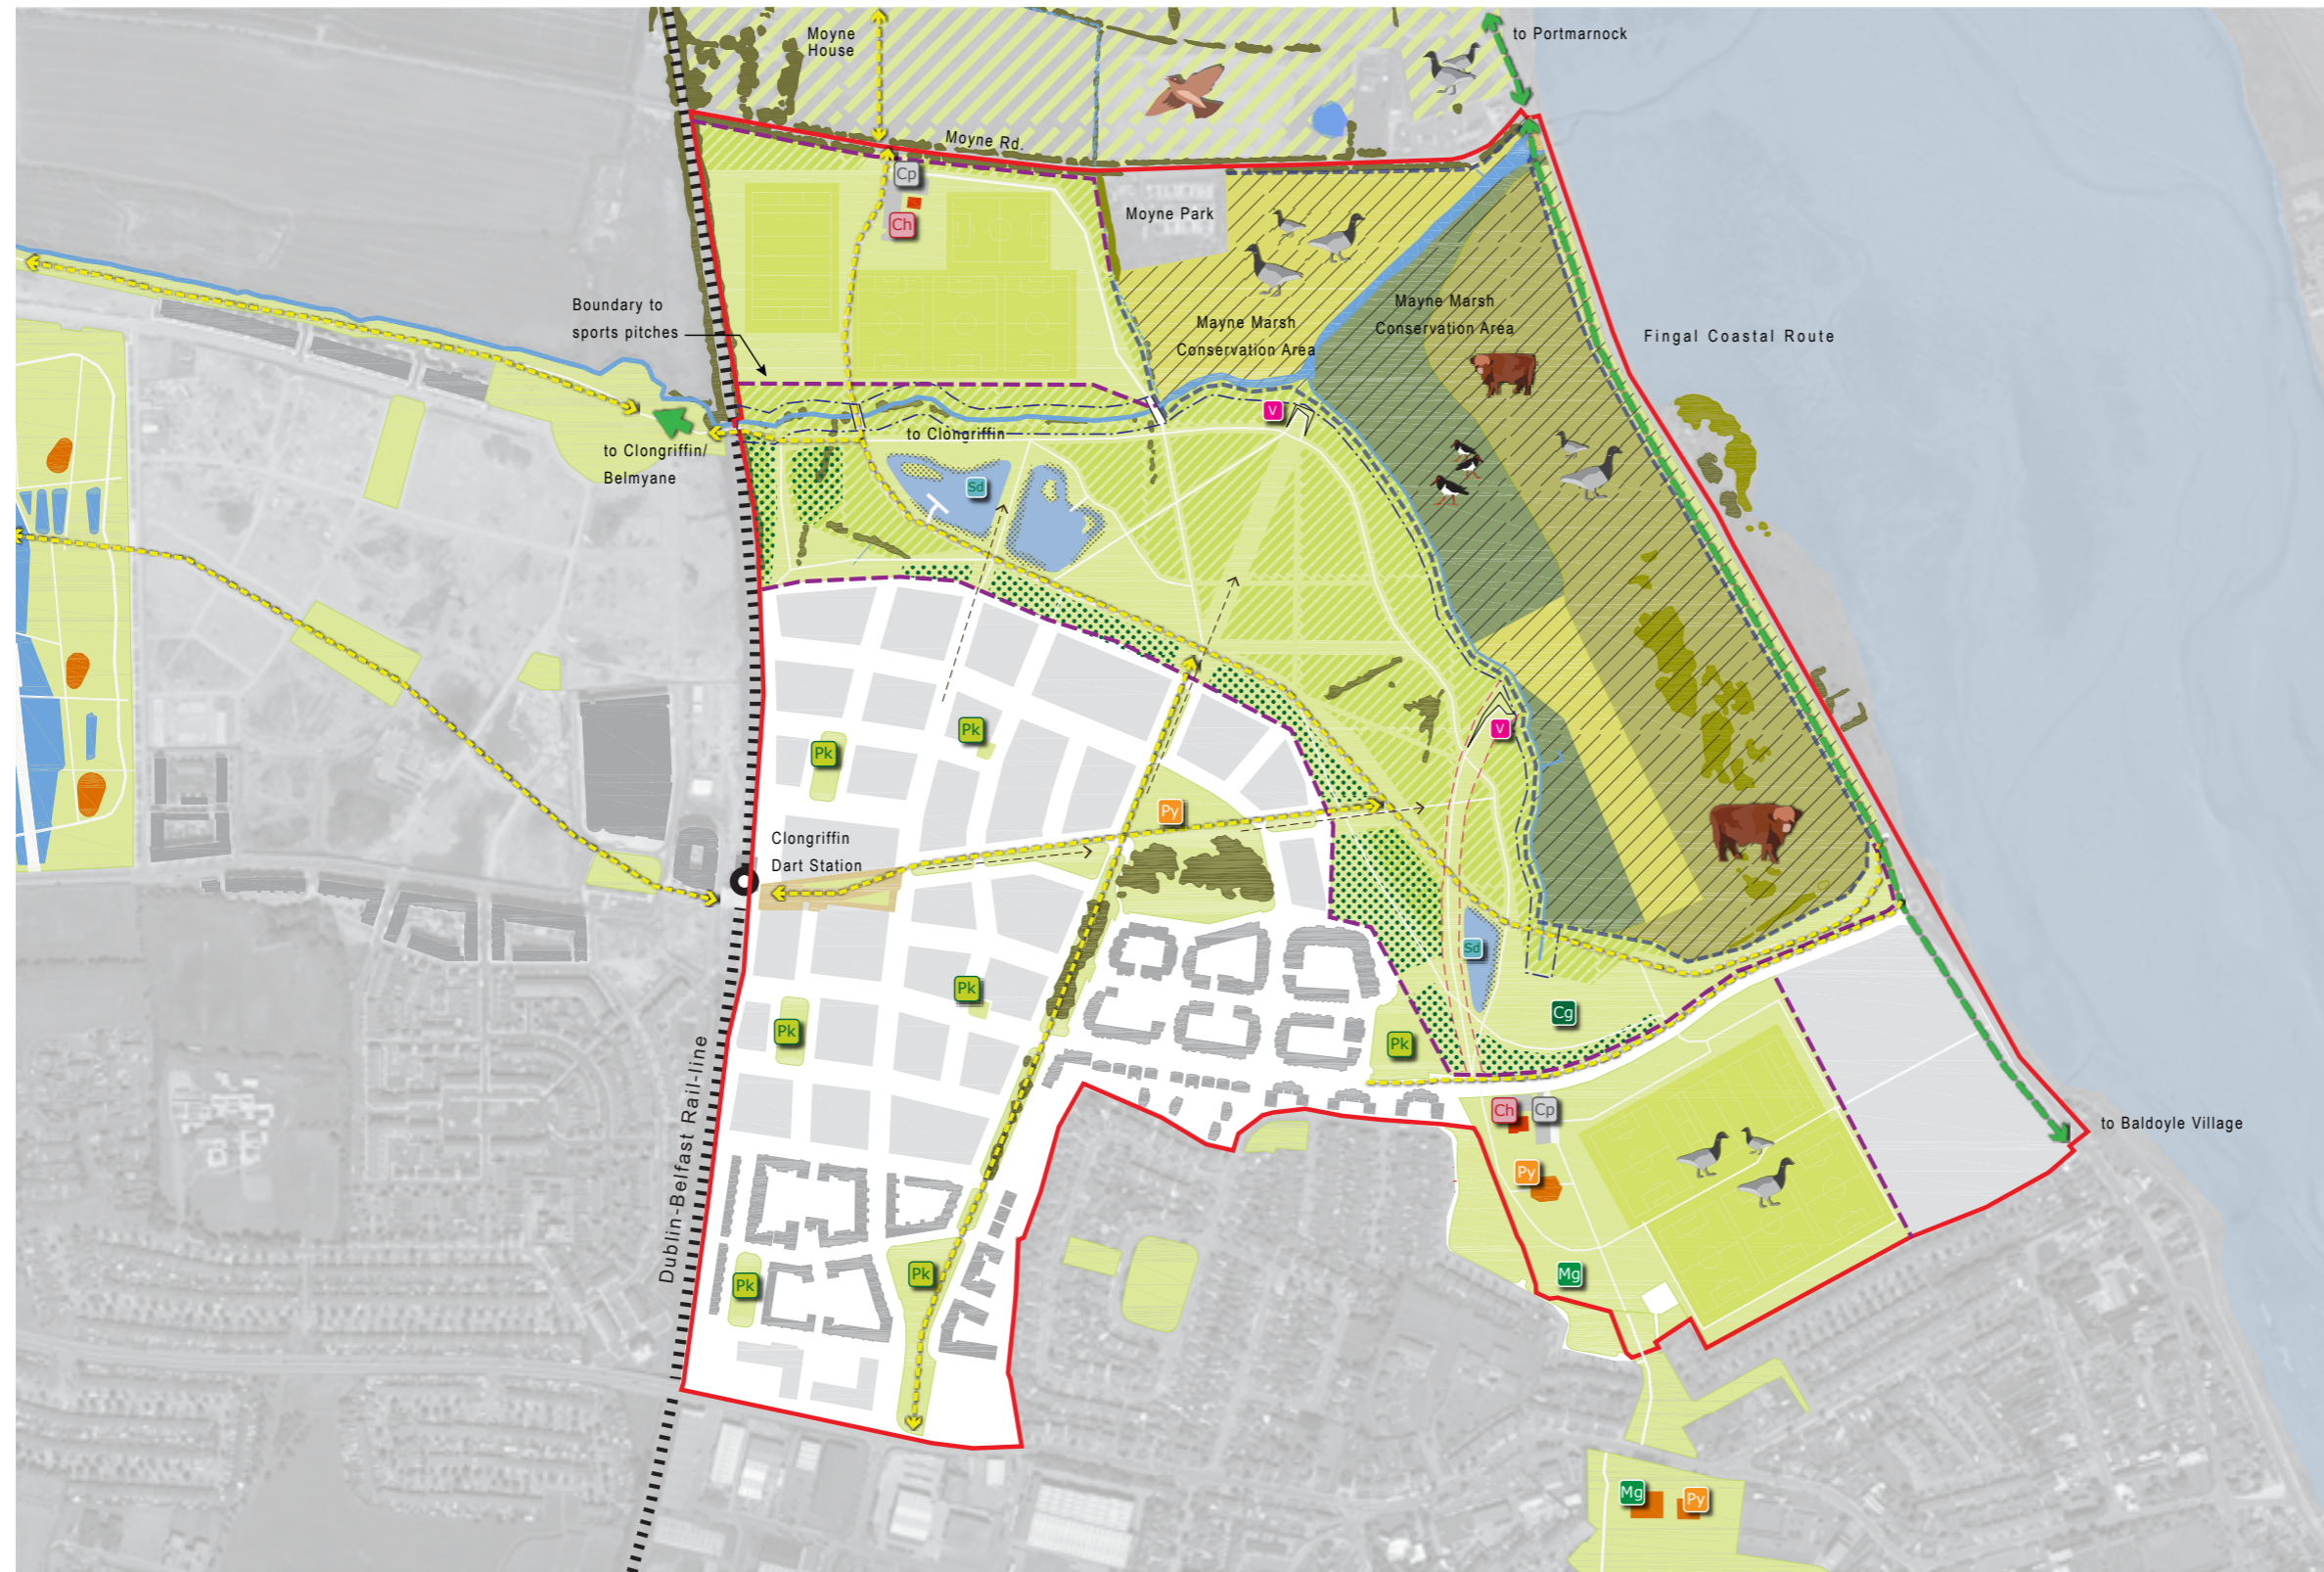 Moyne
House
to Portmarnock
Moyne Rd.
Cp
Ch
Moyne Park
Boundary to
sports pitches
Mayne Marsh
Conservation Area
Mayne Marsh
Conservation Area
Fingal Coastal Route
V
to Clongriffin
to Clongriffin/
Belmyane
Sd
Pk
Pk
V
Py
Clongriffin
Dart Station
Sd
Pk
Pk
Cg
Pk
Dublin-Belfast Rail-line
Ch
Cp
to Baldoyle Village
Py
Pk
Pk
Mg
Mg
Py